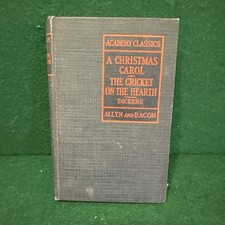 ACADEMY CLASSICS
A CHRISTMAS
CAROL
THE CRICKET
ON THE HEARTH
DICKENS
ALLYN AND BACON